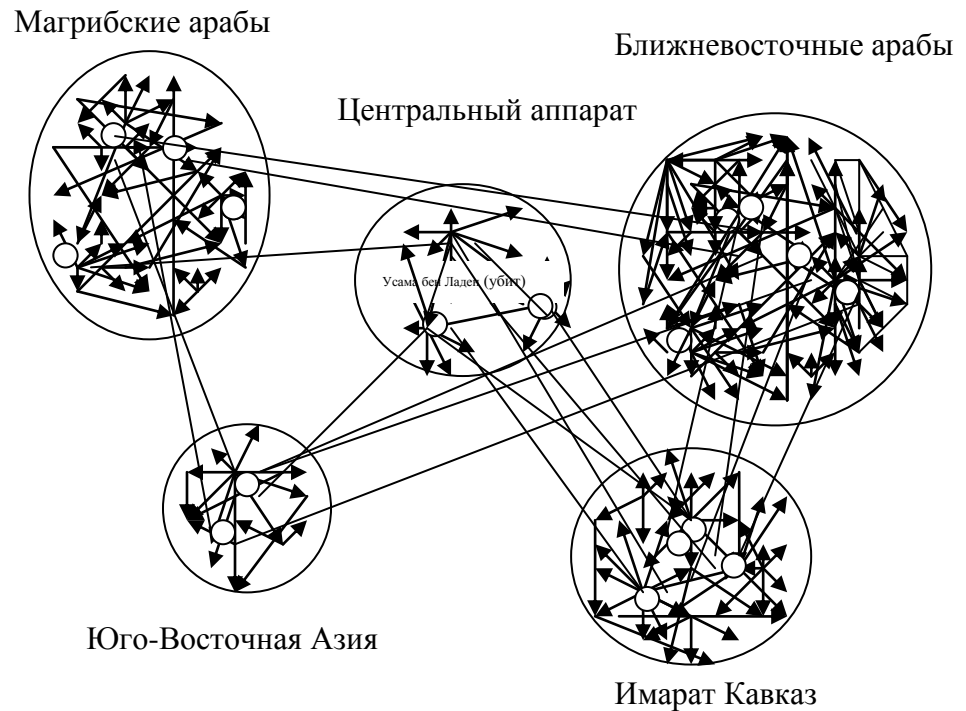 Магрибские арабы
Ближневосточные арабы
Центральный аппарат
Усама бен Ладен (убит)
Юго-Восточная Азия
Имарат Кавказ